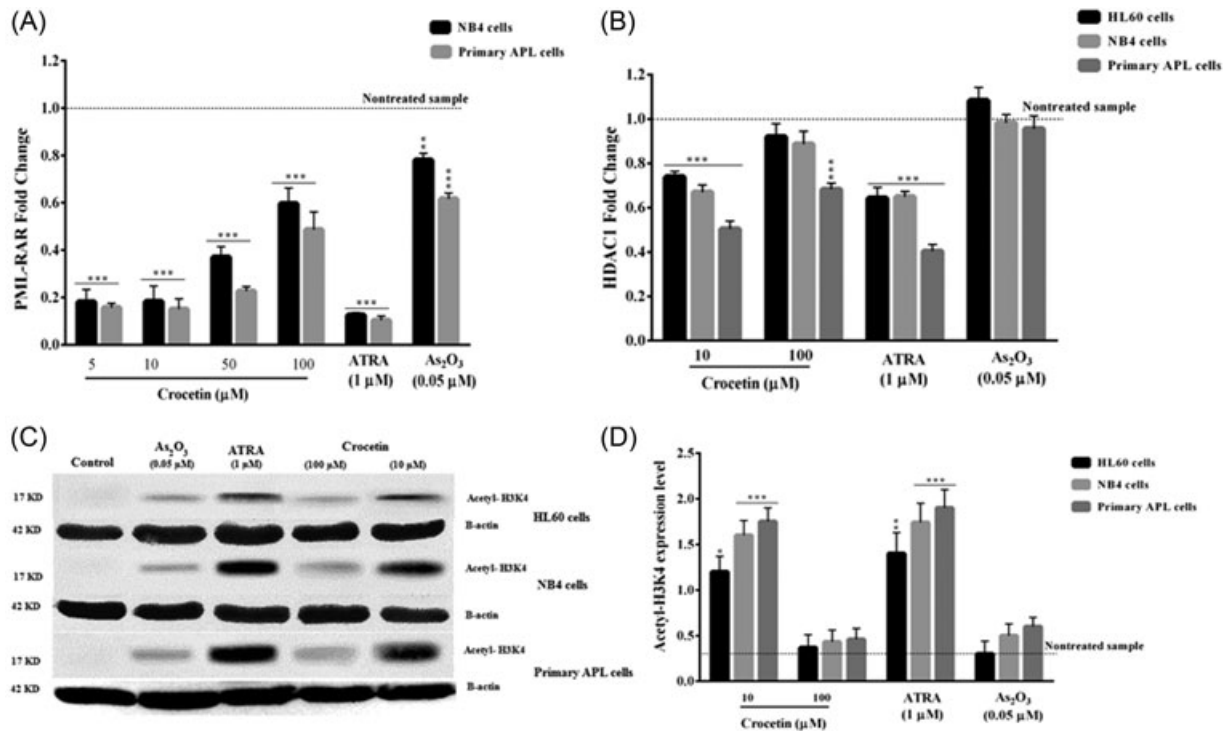 (A)
NB4 cells
Primary APL cells
1.2
Nontreated sample
1.0
0.8
0.6
0.4
0.2
0.0
PML-RAR Fold Change
**
***
***
***
***
***
***
5 10 50 100 ATRA As₂O₃
(1 µM) (0.05 µM)
Crocetin (µM)
(B)
HL60 cells
NB4 cells
Primary APL cells
1.2
Nontreated sample
1.0
0.8
0.6
0.4
0.2
0.0
HDAC1 Fold Change
***
***
***
10 100 ATRA As₂O₃
(1 µM) (0.05 µM)
Crocetin (µM)
(C)
Control As₂O₃ ATRA Crocetin
(0.05 µM) (1 µM) (100 µM) (10 µM)
17 KD Acetyl- H3K4
HL60 cells
42 KD B-actin
17 KD Acetyl- H3K4
NB4 cells
42 KD B-actin
17 KD Acetyl- H3K4
Primary APL cells
42 KD B-actin
(D)
HL60 cells
NB4 cells
Primary APL cells
2.5
2.0
1.5
1.0
0.5
0.0
Acetyl-H3K4 expression level
*
***
**
***
Nontreated sample
10 100 ATRA As₂O₃
(1 µM) (0.05 µM)
Crocetin (µM)